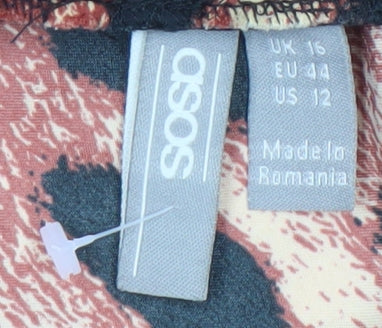 asos
UK 16
EU 44
US 12
Made In
Romania